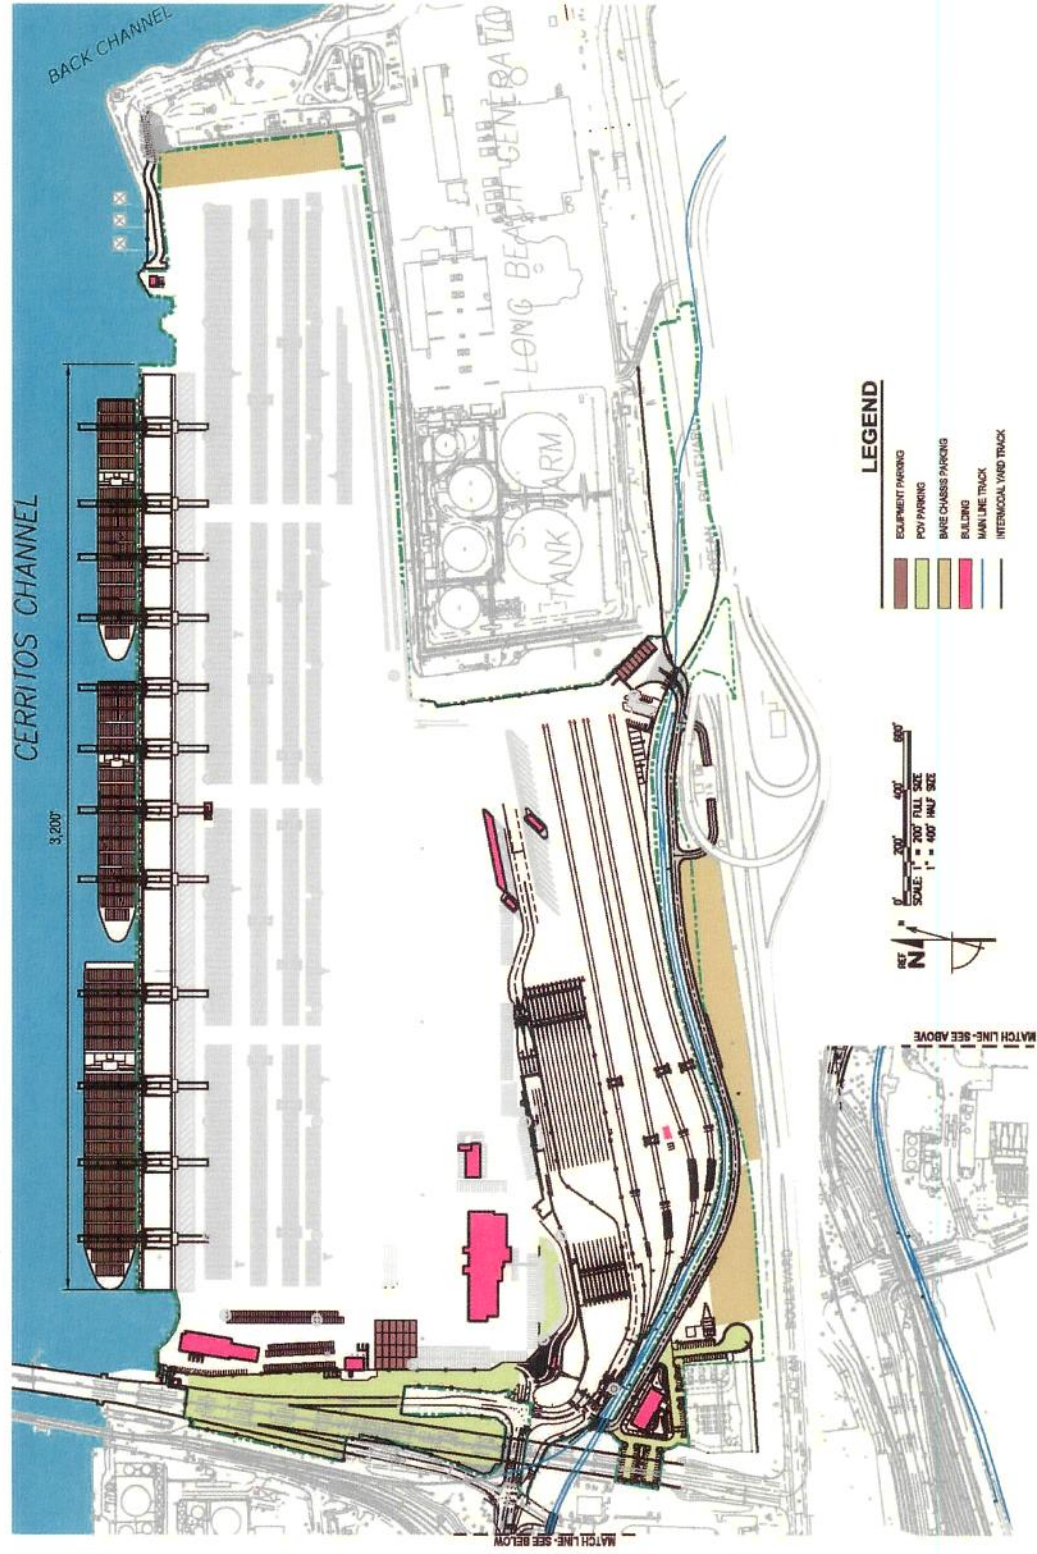 BACK CHANNEL
CERRITOS CHANNEL
3,200'
LONG BEACH GENERATO
TANK FARM
OCEAN BOULEVARD
BOULEVARD
LEGEND
EQUIPMENT PARKING
POV PARKING
BARE CHASSIS PARKING
BUILDING
MAIN LINE TRACK
INTERMODAL YARD TRACK
0' 200' 400' 600'
SCALE: 1" = 200' FULL SIZE
1" = 400' HALF SIZE
REF
N
MATCH LINE- SEE ABOVE
MATCH LINE- SEE BELOW